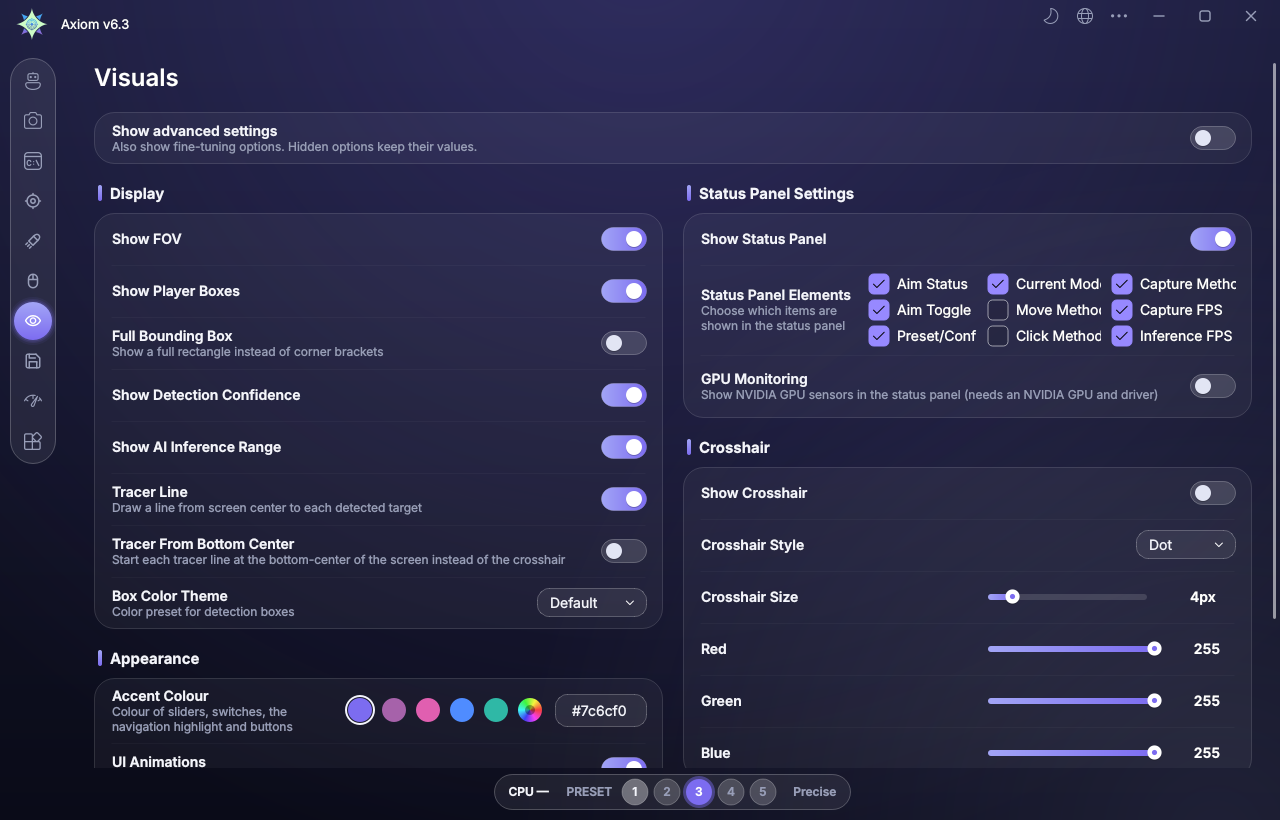 Axiom v6.3
Visuals
Show advanced settings
Also show fine-tuning options. Hidden options keep their values.
Display
Show FOV
Show Player Boxes
Full Bounding Box
Show a full rectangle instead of corner brackets
Show Detection Confidence
Show AI Inference Range
Tracer Line
Draw a line from screen center to each detected target
Tracer From Bottom Center
Start each tracer line at the bottom-center of the screen instead of the crosshair
Box Color Theme
Color preset for detection boxes
Default
Appearance
Accent Colour
Colour of sliders, switches, the
navigation highlight and buttons
#7c6cf0
UI Animations
Status Panel Settings
Show Status Panel
Status Panel Elements
Choose which items are
shown in the status panel
Aim Status
Current Mod
Capture Metho
Aim Toggle
Move Method
Capture FPS
Preset/Conf
Click Method
Inference FPS
GPU Monitoring
Show NVIDIA GPU sensors in the status panel (needs an NVIDIA GPU and driver)
Crosshair
Show Crosshair
Crosshair Style
Dot
Crosshair Size
4px
Red
255
Green
255
Blue
255
CPU — PRESET 1 2 3 4 5 Precise